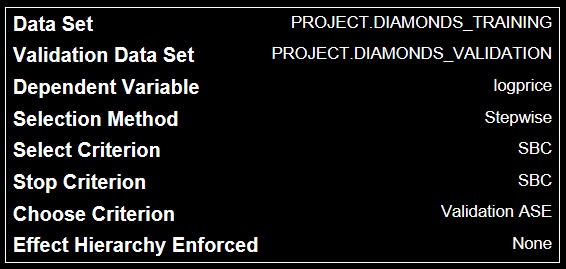 Data Set PROJECT.DIAMONDS_TRAINING
Validation Data Set PROJECT.DIAMONDS_VALIDATION
Dependent Variable logprice
Selection Method Stepwise
Select Criterion SBC
Stop Criterion SBC
Choose Criterion Validation ASE
Effect Hierarchy Enforced None